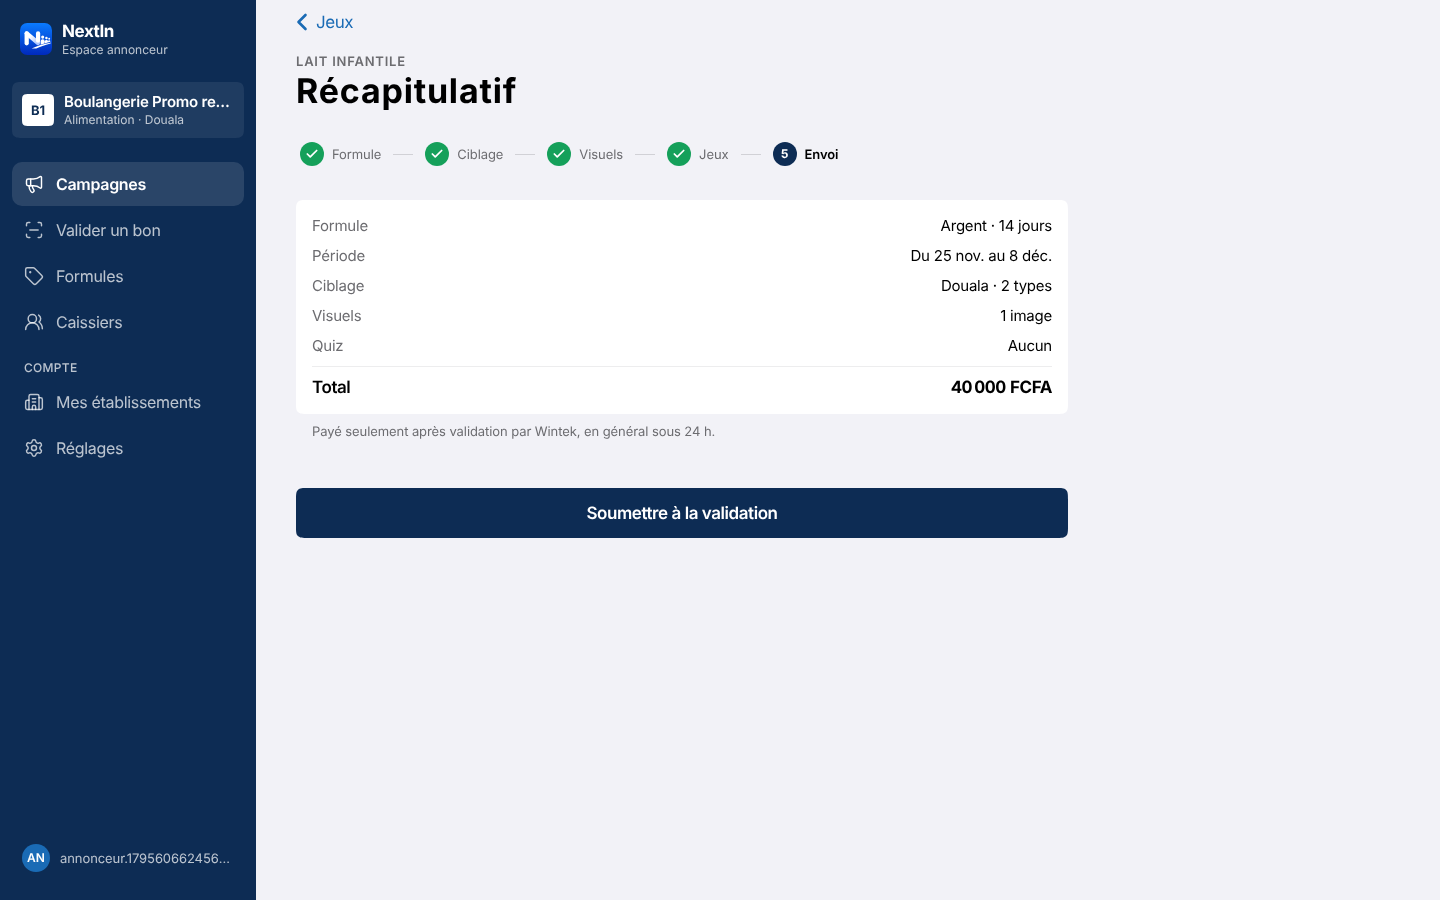 NextIn
Espace annonceur
B1
Boulangerie Promo re...
Alimentation · Douala
Campagnes
Valider un bon
Formules
Caissiers
COMPTE
Mes établissements
Réglages
AN
annonceur.179560662456...
Jeux
LAIT INFANTILE
Récapitulatif
Formule
Ciblage
Visuels
Jeux
5 Envoi
Formule Argent · 14 jours
Période Du 25 nov. au 8 déc.
Ciblage Douala · 2 types
Visuels 1 image
Quiz Aucun
Total 40 000 FCFA
Payé seulement après validation par Wintek, en général sous 24 h.
Soumettre à la validation